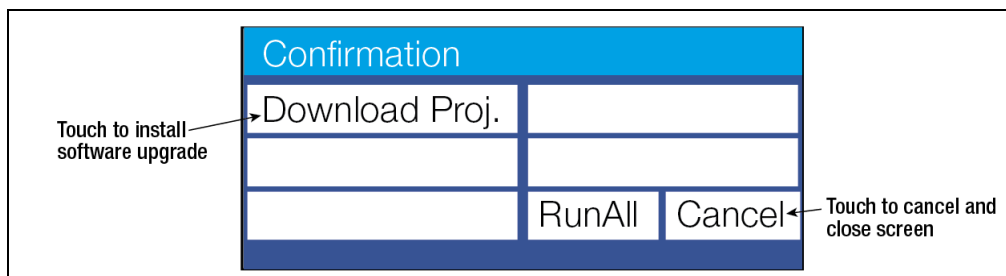 Confirmation
Download Proj.
Touch to install
software upgrade
RunAll
Cancel
Touch to cancel and
close screen